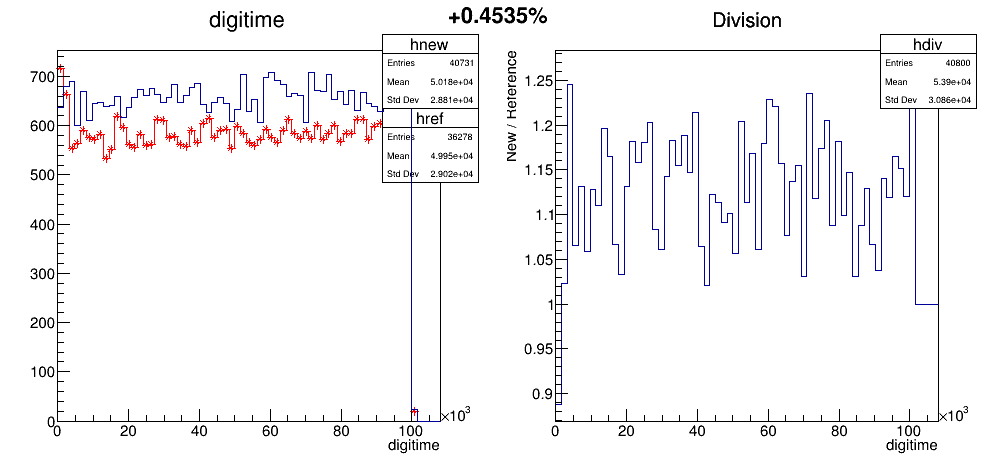 digitime
+0.4535%
Division
hnew
Entries 40731
Mean 5.018e+04
Std Dev 2.881e+04
href
Entries 36278
Mean 4.995e+04
Std Dev 2.902e+04
700
600
500
400
300
200
100
0
0 20 40 60 80 100
×10³
digitime
hdiv
Entries 40800
Mean 5.39e+04
Std Dev 3.086e+04
New / Reference
1.25
1.2
1.15
1.1
1.05
1
0.95
0.9
0 20 40 60 80 100
×10³
digitime